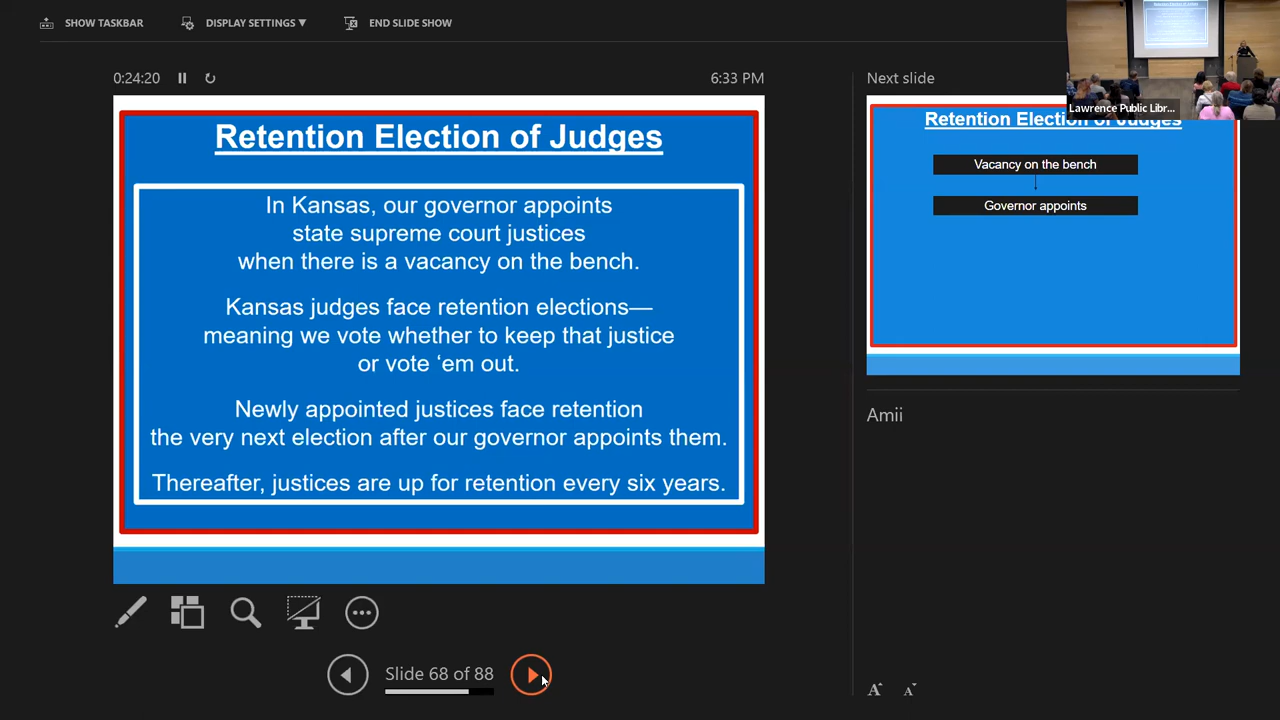 SHOW TASKBAR
DISPLAY SETTINGS ▼
END SLIDE SHOW
0:24:20
6:33 PM
Retention Election of Judges
In Kansas, our governor appoints
state supreme court justices
when there is a vacancy on the bench.
Kansas judges face retention elections—
meaning we vote whether to keep that justice
or vote ‘em out.
Newly appointed justices face retention
the very next election after our governor appoints them.
Thereafter, justices are up for retention every six years.
Slide 68 of 88
Next slide
Lawrence Public Libr...
Retention Election of Judges
Vacancy on the bench
Governor appoints
Amii
A A